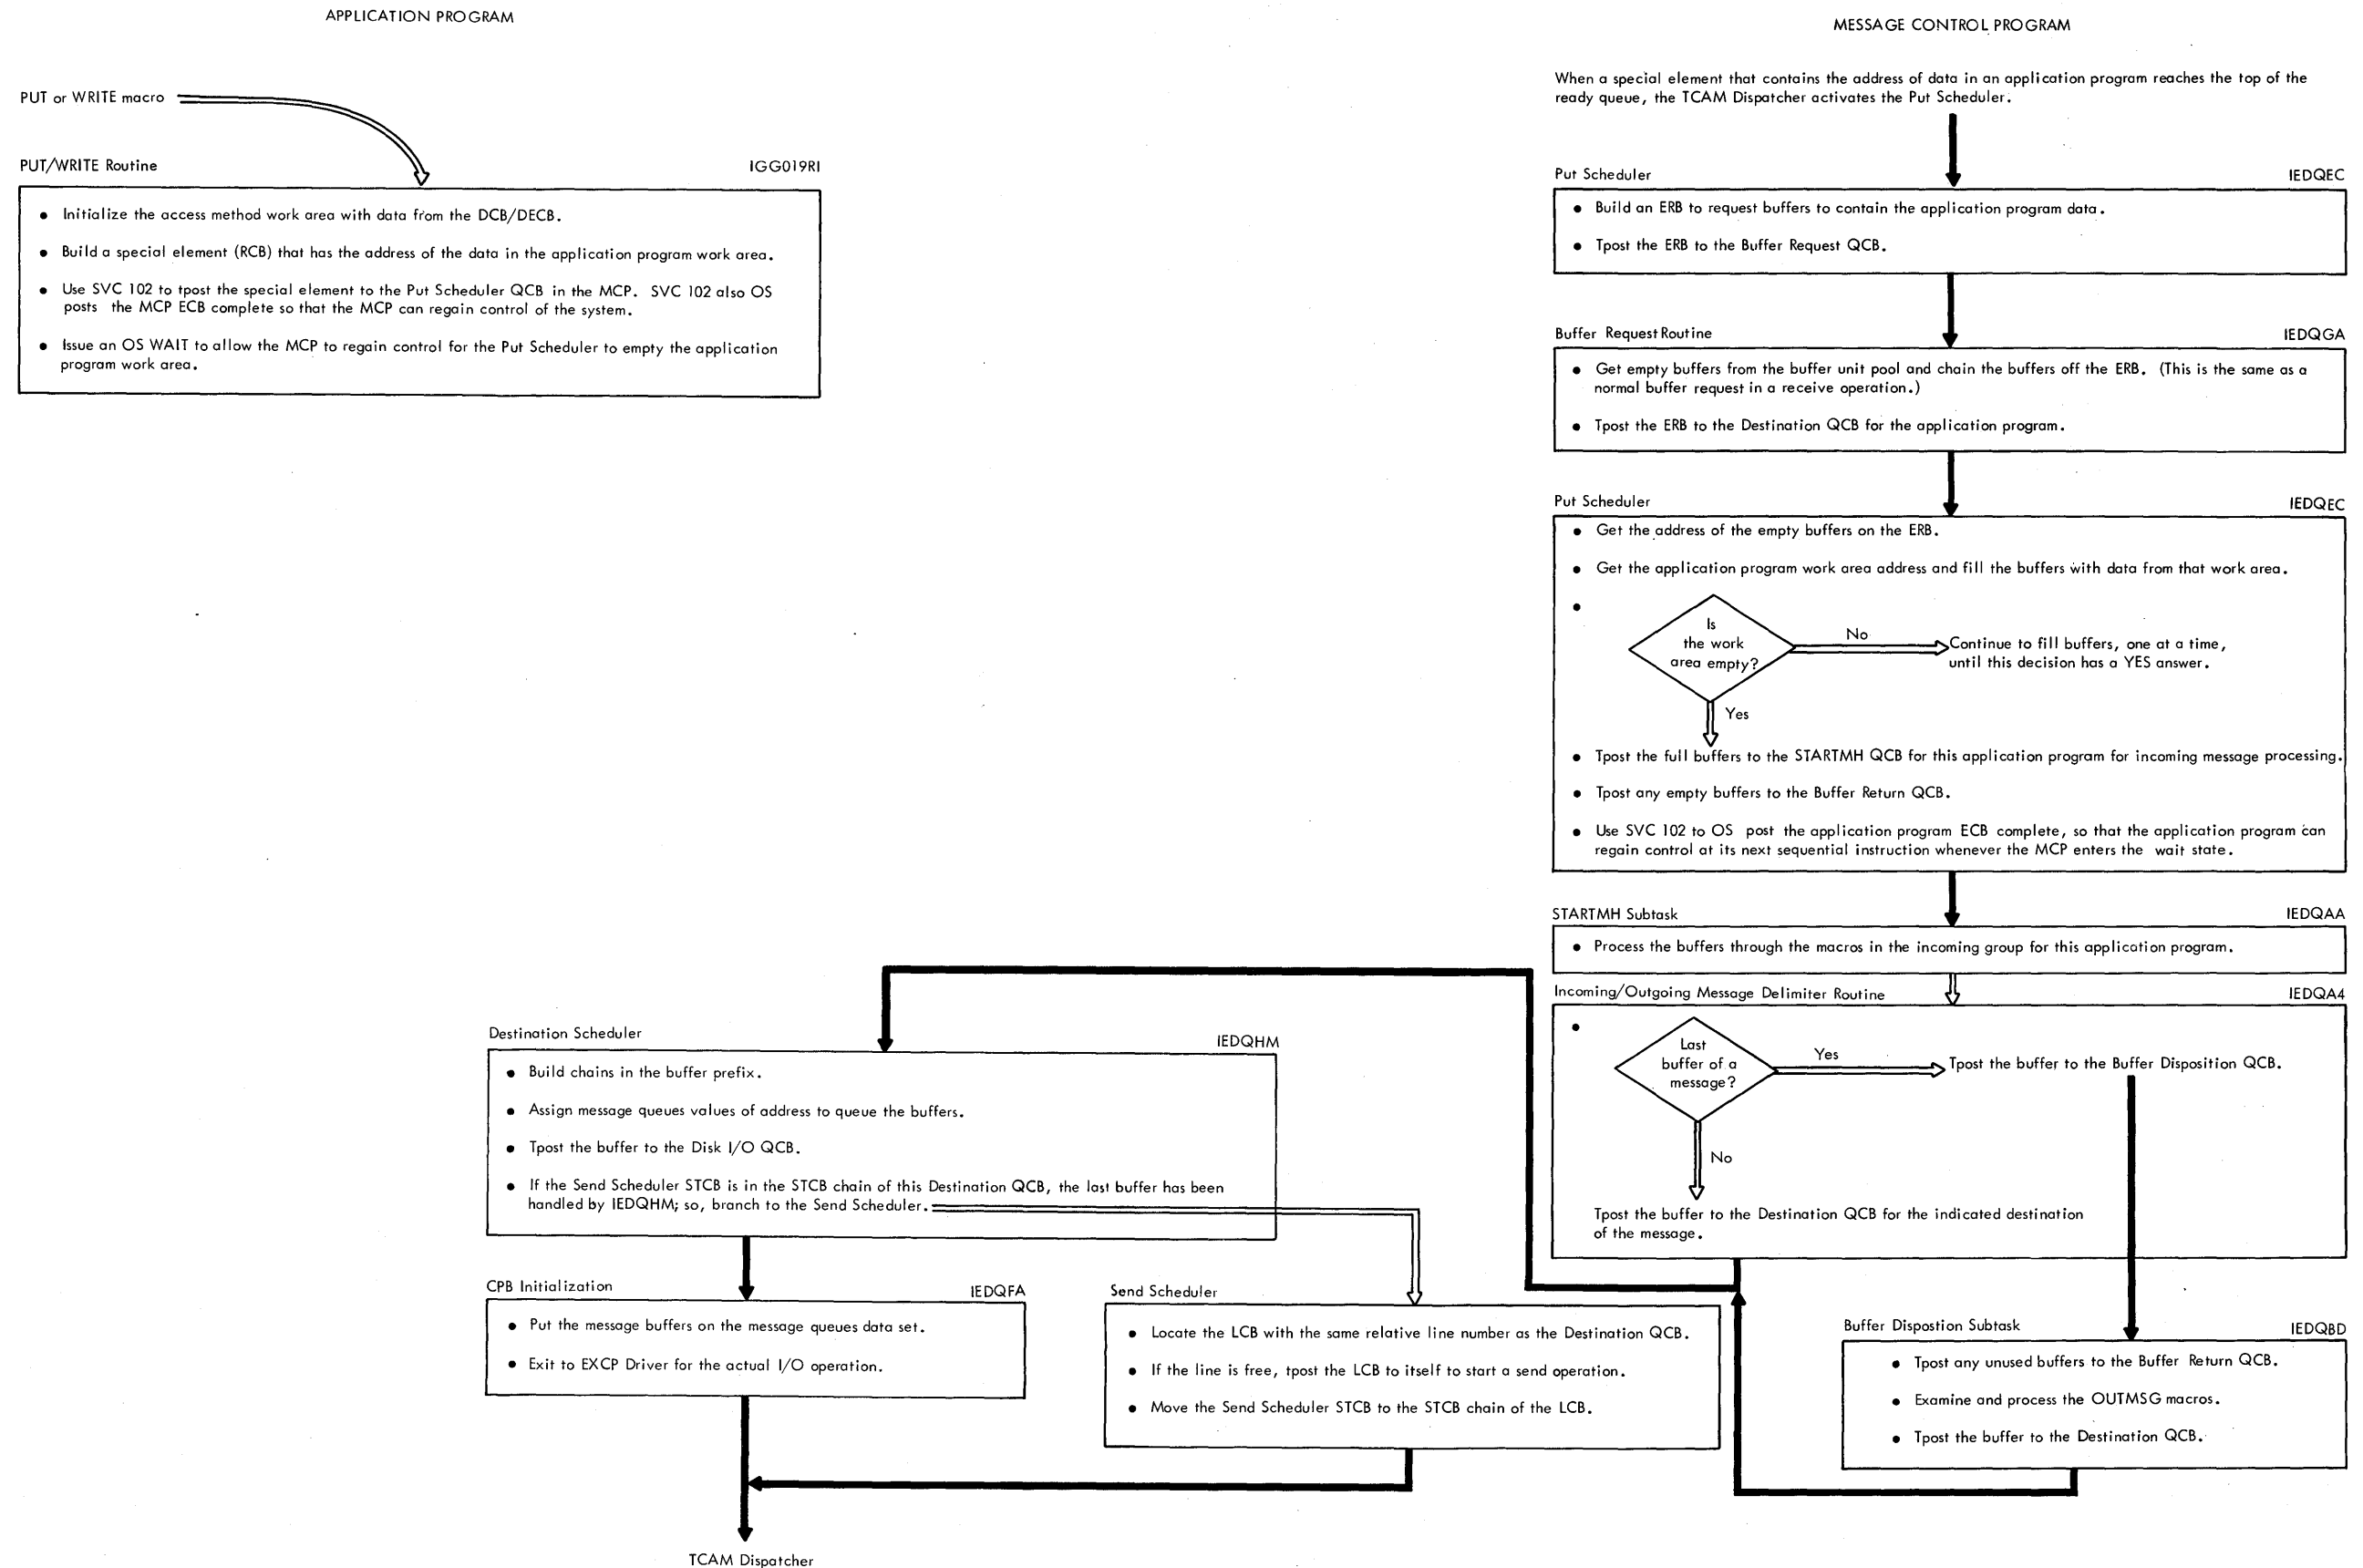 APPLICATION PROGRAM
PUT or WRITE macro
PUT/WRITE Routine IGG019RI
• Initialize the access method work area with data from the DCB/DECB.
• Build a special element (RCB) that has the address of the data in the application program work area.
• Use SVC 102 to tpost the special element to the Put Scheduler QCB in the MCP. SVC 102 also OS
posts the MCP ECB complete so that the MCP can regain control of the system.
• Issue an OS WAIT to allow the MCP to regain control for the Put Scheduler to empty the application
program work area.
MESSAGE CONTROL PROGRAM
When a special element that contains the address of data in an application program reaches the top of the
ready queue, the TCAM Dispatcher activates the Put Scheduler.
Put Scheduler IEDQEC
• Build an ERB to request buffers to contain the application program data.
• Tpost the ERB to the Buffer Request QCB.
Buffer Request Routine IEDQGA
• Get empty buffers from the buffer unit pool and chain the buffers off the ERB. (This is the same as a
normal buffer request in a receive operation.)
• Tpost the ERB to the Destination QCB for the application program.
Put Scheduler IEDQEC
• Get the address of the empty buffers on the ERB.
• Get the application program work area address and fill the buffers with data from that work area.
•
Is
the work
area empty?
No
Continue to fill buffers, one at a time,
until this decision has a YES answer.
Yes
• Tpost the full buffers to the STARTMH QCB for this application program for incoming message processing.
• Tpost any empty buffers to the Buffer Return QCB.
• Use SVC 102 to OS post the application program ECB complete, so that the application program can
regain control at its next sequential instruction whenever the MCP enters the wait state.
STARTMH Subtask IEDQAA
• Process the buffers through the macros in the incoming group for this application program.
Incoming/Outgoing Message Delimiter Routine IEDQA4
•
Last
buffer of a
message?
Yes
Tpost the buffer to the Buffer Disposition QCB.
No
Tpost the buffer to the Destination QCB for the indicated destination
of the message.
Destination Scheduler IEDQHM
• Build chains in the buffer prefix.
• Assign message queues values of address to queue the buffers.
• Tpost the buffer to the Disk I/O QCB.
• If the Send Scheduler STCB is in the STCB chain of this Destination QCB, the last buffer has been
handled by IEDQHM; so, branch to the Send Scheduler.
CPB Initialization IEDQFA
• Put the message buffers on the message queues data set.
• Exit to EXCP Driver for the actual I/O operation.
Send Scheduler
• Locate the LCB with the same relative line number as the Destination QCB.
• If the line is free, tpost the LCB to itself to start a send operation.
• Move the Send Scheduler STCB to the STCB chain of the LCB.
Buffer Dispostion Subtask IEDQBD
• Tpost any unused buffers to the Buffer Return QCB.
• Examine and process the OUTMSG macros.
• Tpost the buffer to the Destination QCB.
TCAM Dispatcher